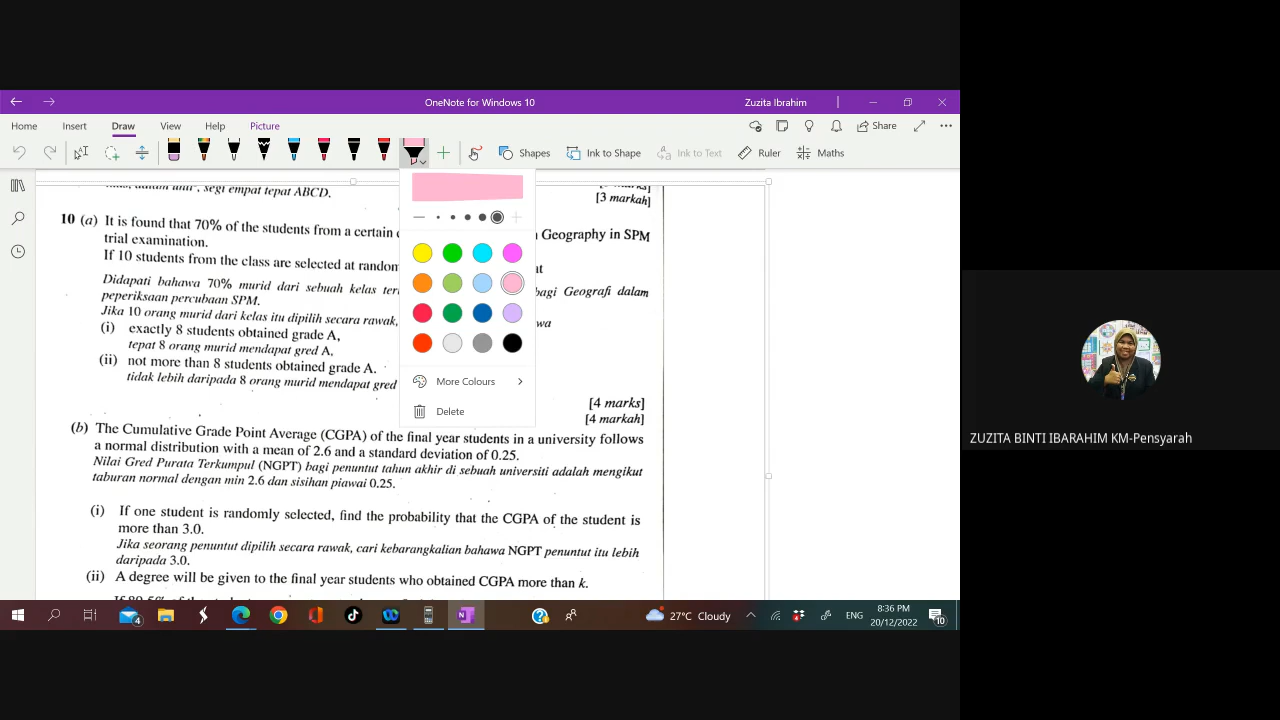 OneNote for Windows 10
Zuzita Ibrahim
Home Insert Draw View Help Picture
Share
Shapes Ink to Shape Ink to Text Ruler Maths
segi empat tepat ABCD.
[3 markah]
10 (a) It is found that 70% of the students from a certain Geography in SPM
trial examination.
If 10 students from the class are selected at
Didapati bahawa 70% murid dari sebuah kelas bagi Geografi dalam
peperiksaan percubaan SPM.
Jika 10 orang murid dari kelas itu dipilih secara rawak,
(i) exactly 8 students obtained grade A,
tepat 8 orang murid mendapat gred A,
(ii) not more than 8 students obtained grade A.
tidak lebih daripada 8 orang murid mendapat gred
[4 marks]
[4 markah]
More Colours
Delete
(b) The Cumulative Grade Point Average (CGPA) of the final year students in a university follows
a normal distribution with a mean of 2.6 and a standard deviation of 0.25.
Nilai Gred Purata Terkumpul (NGPT) bagi penuntut tahun akhir di sebuah universiti adalah mengikut
taburan normal dengan min 2.6 dan sisihan piawai 0.25.
(i) If one student is randomly selected, find the probability that the CGPA of the student is
more than 3.0.
Jika seorang penuntut dipilih secara rawak, cari kebarangkalian bahawa NGPT penuntut itu lebih
daripada 3.0.
(ii) A degree will be given to the final year students who obtained CGPA more than k.
4
27°C Cloudy
ENG
8:36 PM
20/12/2022
10
ZUZITA BINTI IBARAHIM KM-Pensyarah